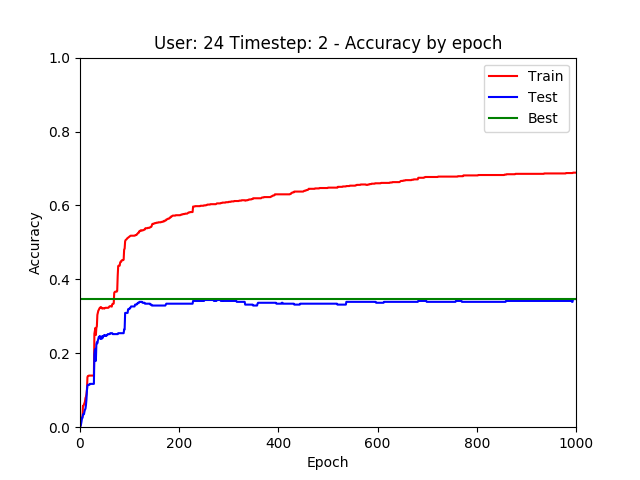 User: 24 Timestep: 2 - Accuracy by epoch
1.0
0.8
0.6
0.4
0.2
0.0
Accuracy
Train
Test
Best
0 200 400 600 800 1000
Epoch